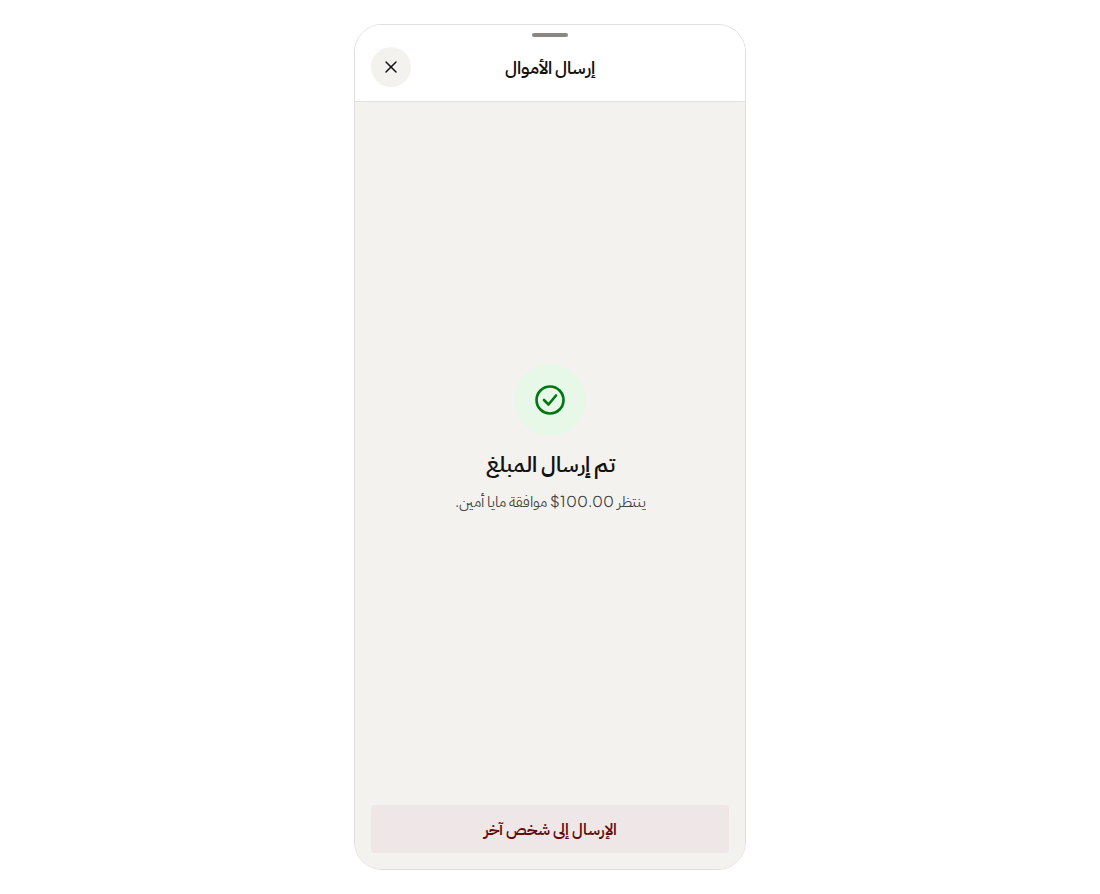 إرسال الأموال
تم إرسال المبلغ
ينتظر 100.00$ موافقة مايا أمين.
الإرسال إلى شخص آخر